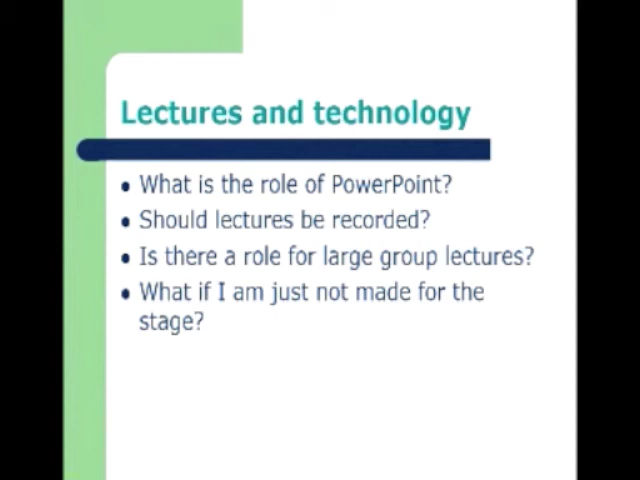 Lectures and technology
What is the role of PowerPoint?
Should lectures be recorded?
Is there a role for large group lectures?
What if I am just not made for the
stage?